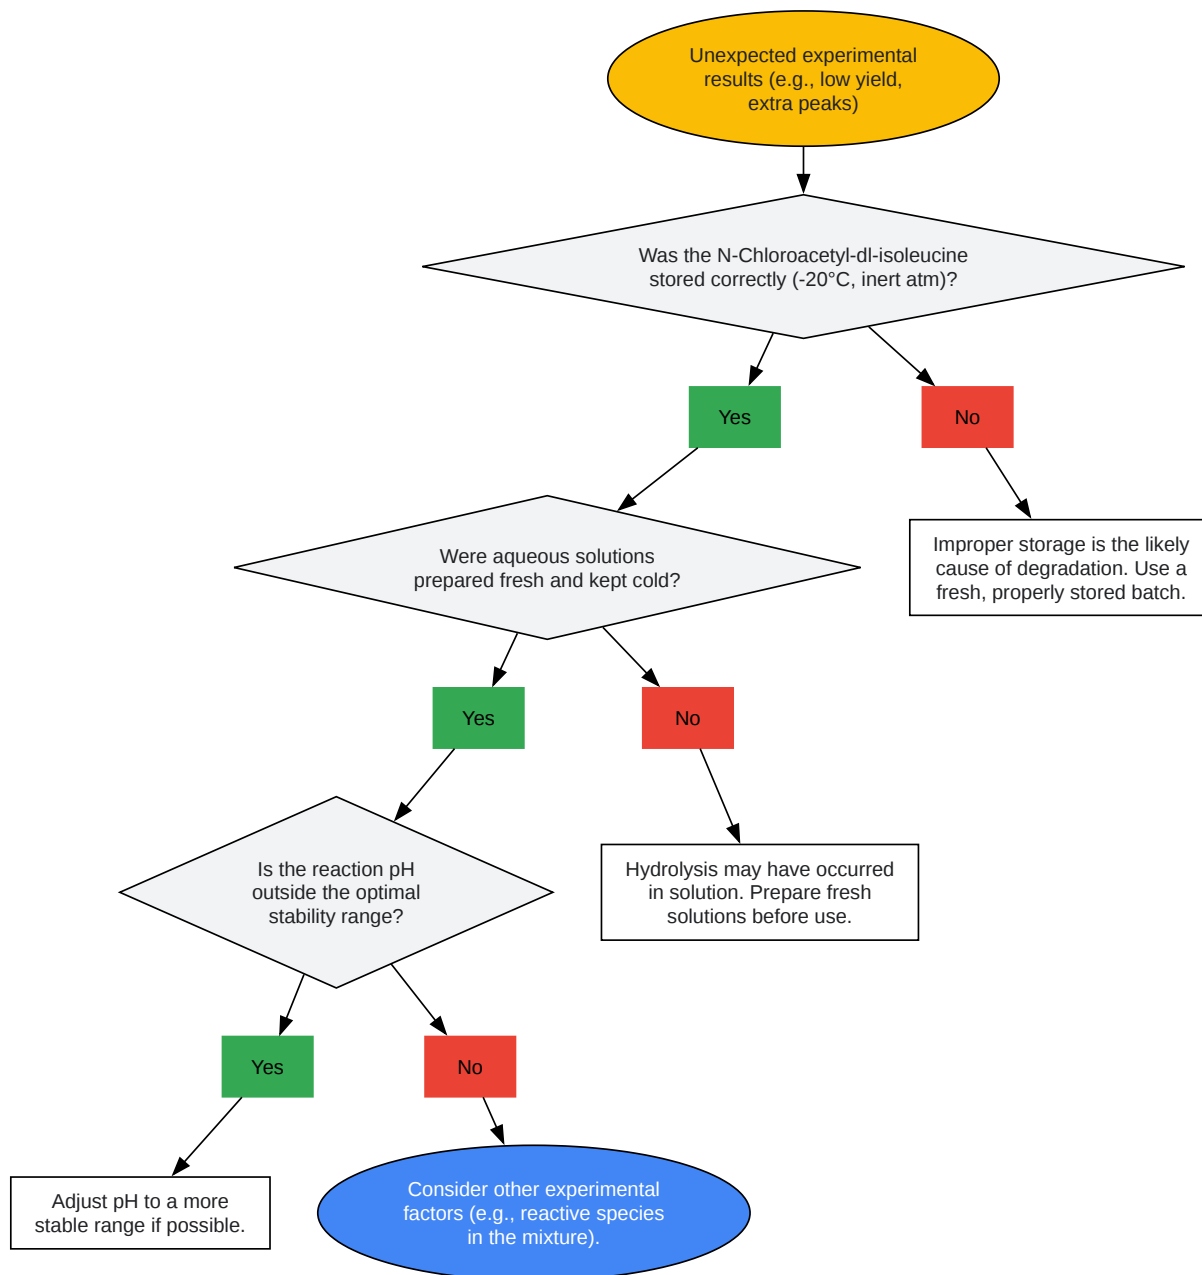 Unexpected experimental
results (e.g., low yield,
extra peaks)
Was the N-Chloroacetyl-dl-isoleucine
stored correctly (-20°C, inert atm)?
Yes
No
Improper storage is the likely
cause of degradation. Use a
fresh, properly stored batch.
Were aqueous solutions
prepared fresh and kept cold?
Yes
No
Hydrolysis may have occurred
in solution. Prepare fresh
solutions before use.
Is the reaction pH
outside the optimal
stability range?
Yes
No
Adjust pH to a more
stable range if possible.
Consider other experimental
factors (e.g., reactive species
in the mixture).